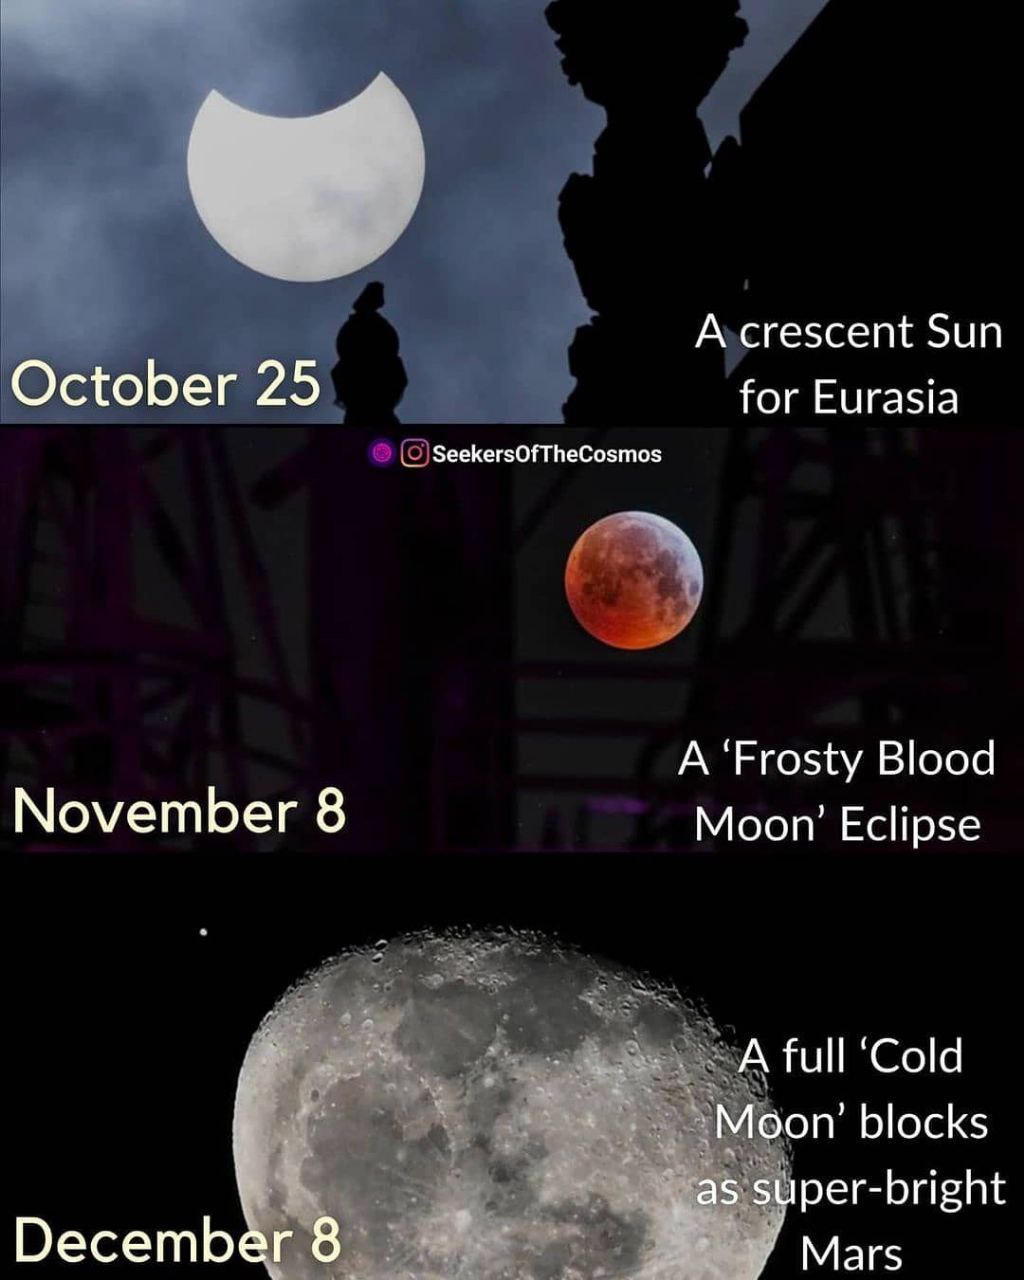 October 25
A crescent Sun
for Eurasia
SeekersOfTheCosmos
November 8
A ‘Frosty Blood
Moon’ Eclipse
December 8
A full ‘Cold
Moon’ blocks
as super-bright
Mars